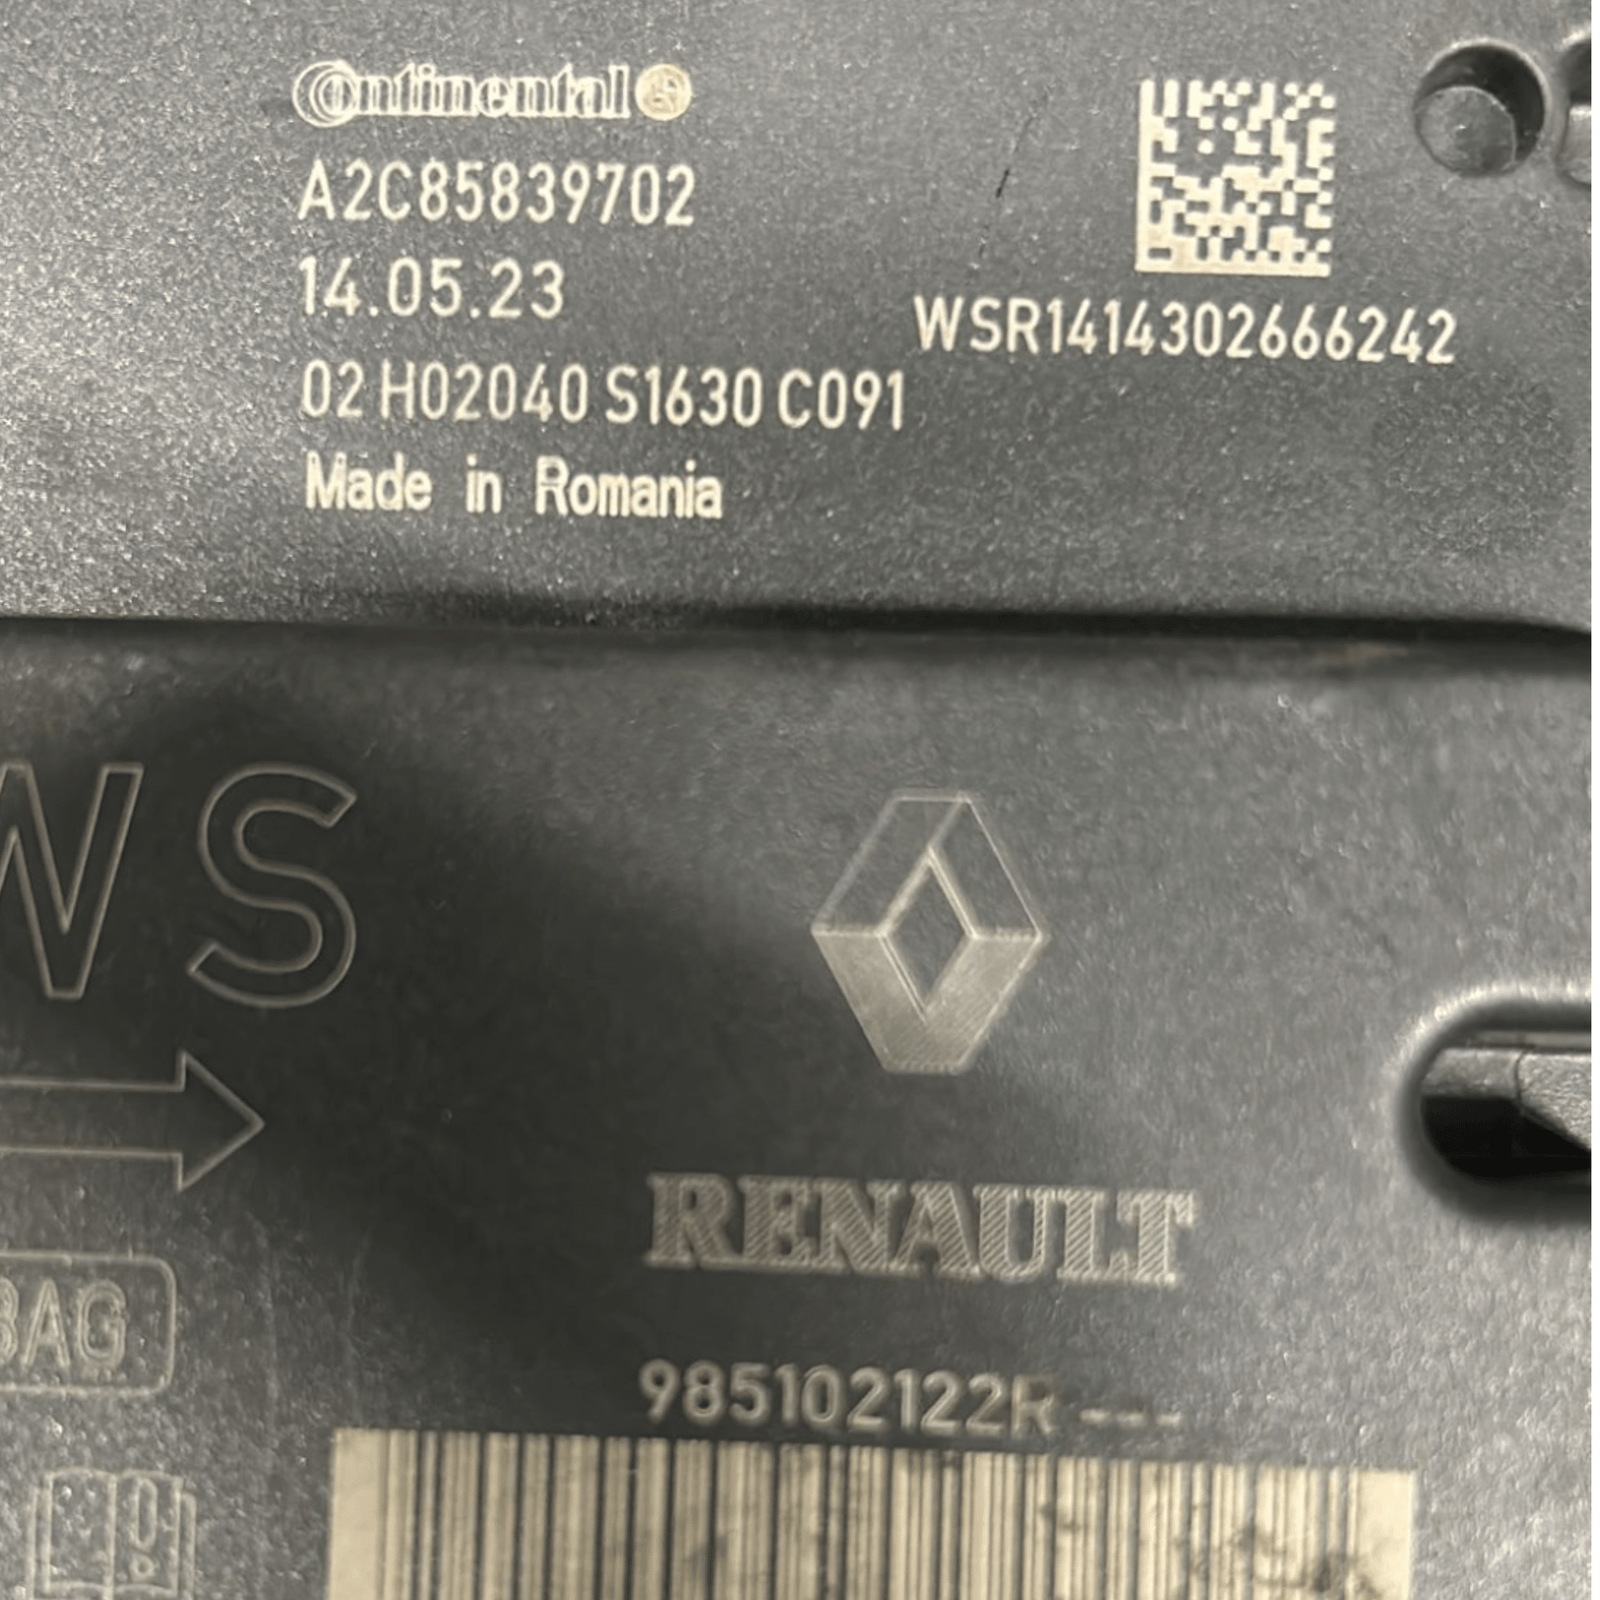 Continental
A2C85839702
14.05.23
WSR1414302666242
02 H02040 S1630 C091
Made in Romania
WS
RENAULT
BAG
985102122R ---